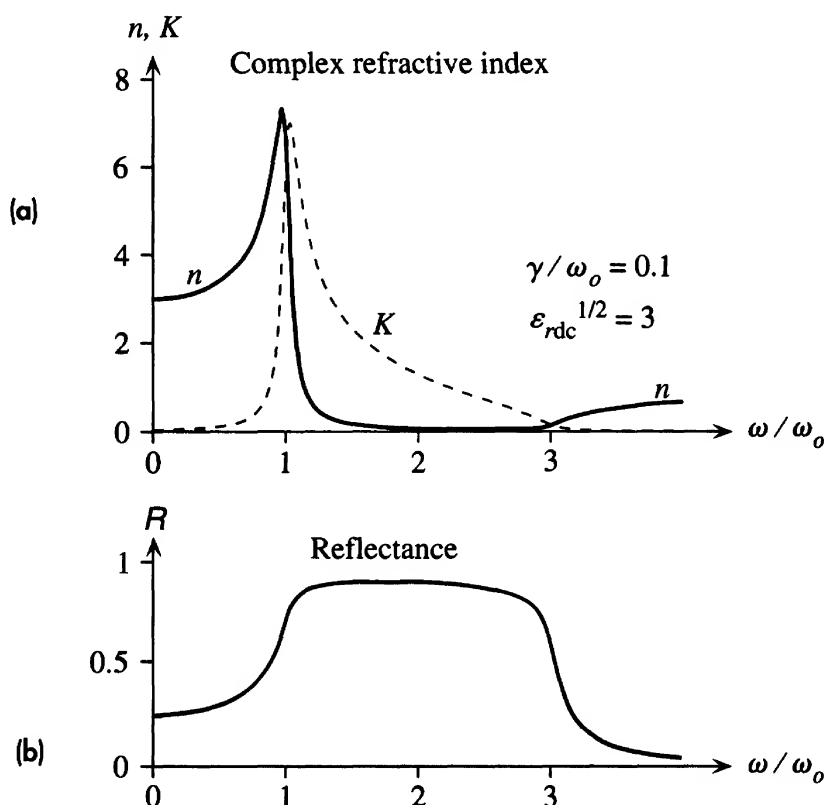 n, K
Complex refractive index
8
(a)
6
γ/ω_o = 0.1
n
4
K
ε_rdc^1/2 = 3
2
n
0
ω/ω_o
0 1 2 3
R
Reflectance
1
0.5
(b)
0
ω/ω_o
0 1 2 3